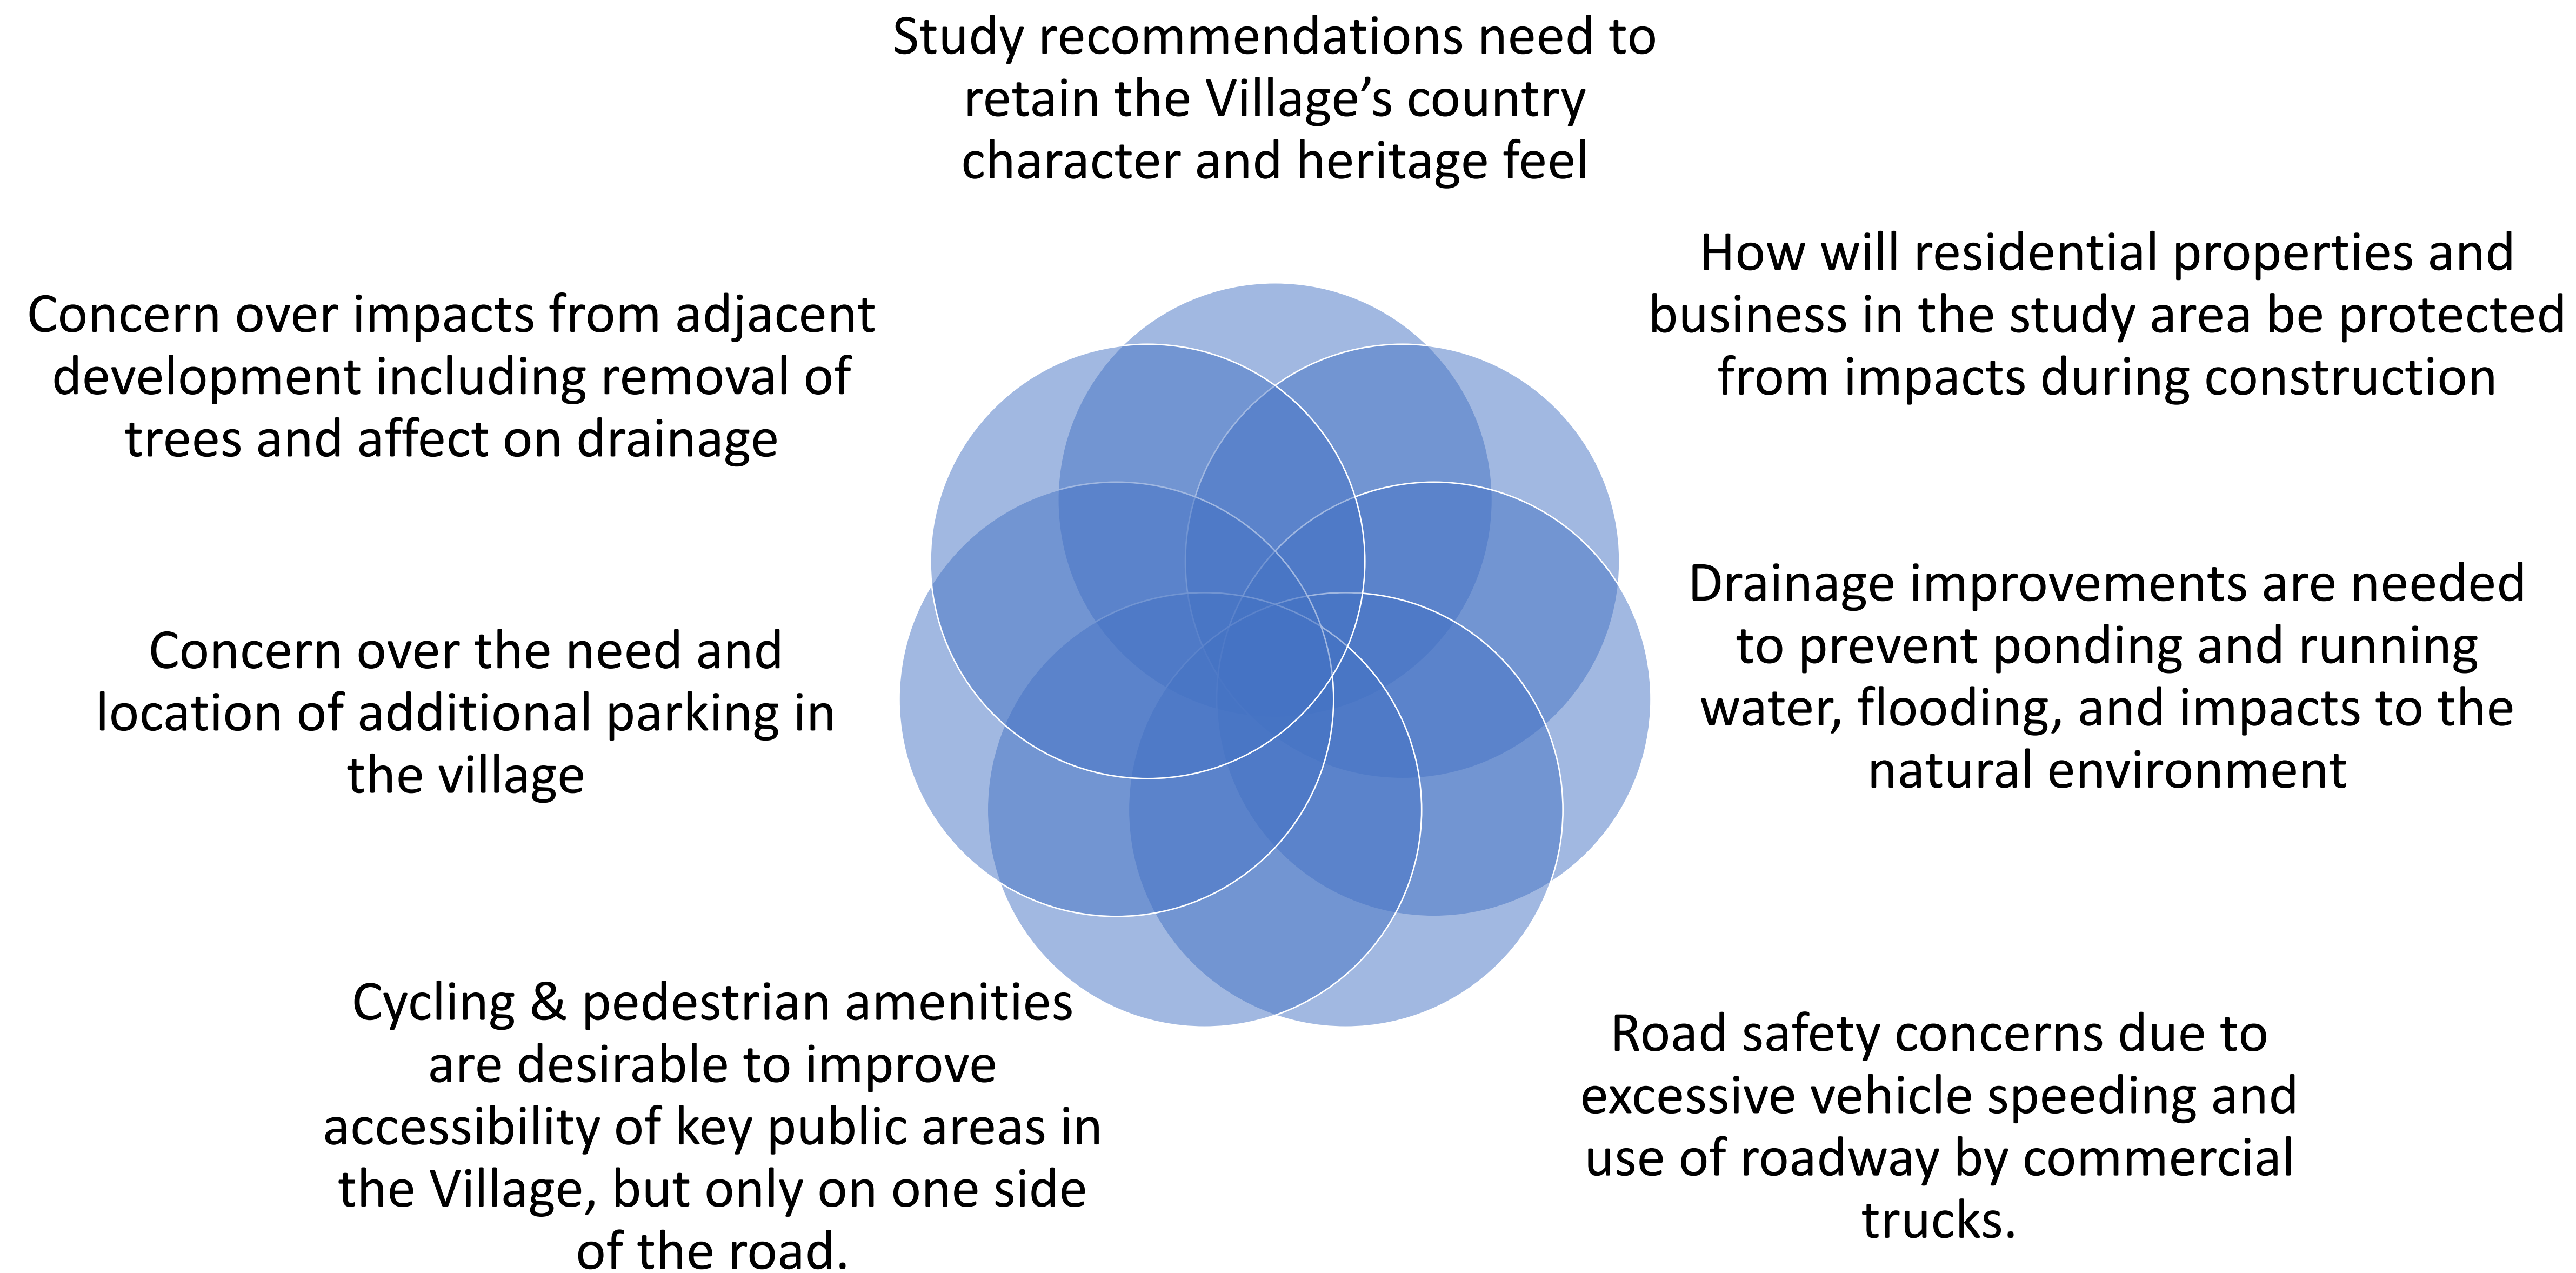 Study recommendations need to
retain the Village’s country
character and heritage feel
How will residential properties and
business in the study area be protected
from impacts during construction
Drainage improvements are needed
to prevent ponding and running
water, flooding, and impacts to the
natural environment
Road safety concerns due to
excessive vehicle speeding and
use of roadway by commercial
trucks.
Cycling & pedestrian amenities
are desirable to improve
accessibility of key public areas in
the Village, but only on one side
of the road.
Concern over the need and
location of additional parking in
the village
Concern over impacts from adjacent
development including removal of
trees and affect on drainage